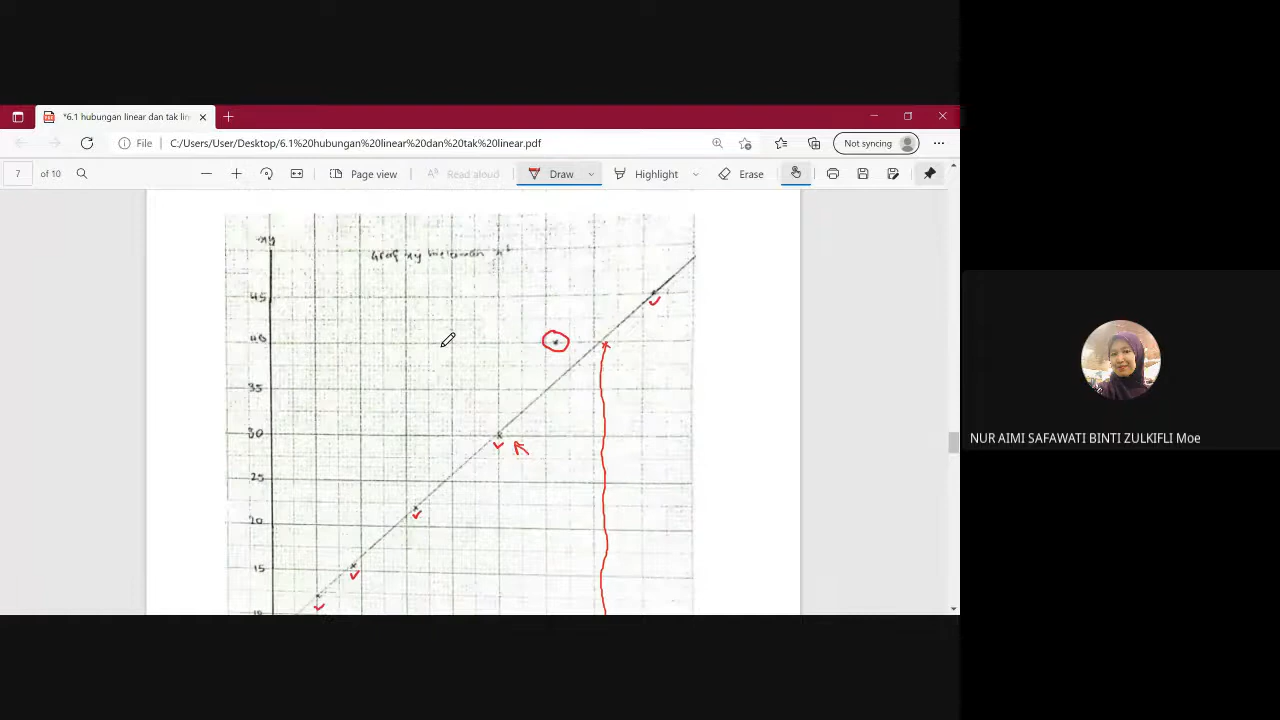 *6.1 hubungan linear dan tak lin
File
C:/Users/User/Desktop/6.1%20hubungan%20linear%20dan%20tak%20linear.pdf
Not syncing
7 of 10
Page view
Read aloud
Draw
Highlight
Erase
xy
Graf xy melawan x²
45
40
35
30
25
20
15
10
NUR AIMI SAFAWATI BINTI ZULKIFLI Moe